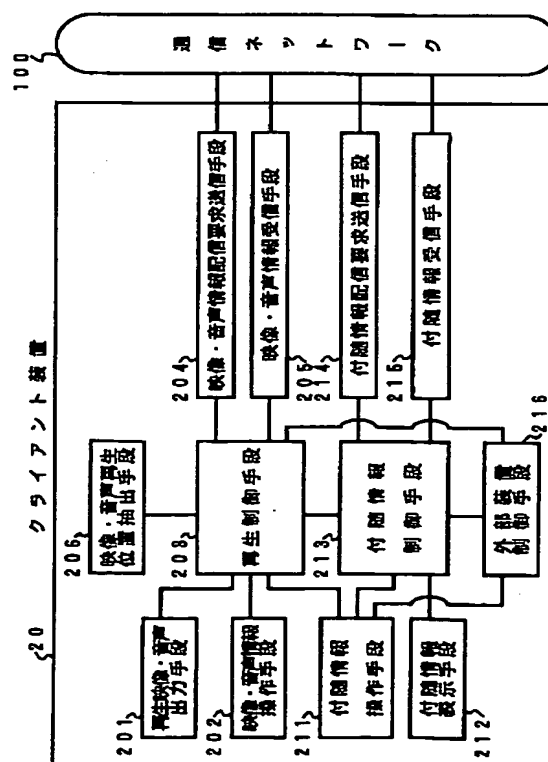 クライアント装置
20
100
通信ネットワーク
206
映像・音声再生
位置抽出手段
201
再生映像・音声
出力手段
202
映像・音声情報
操作手段
211
付随情報
操作手段
212
付随情報
表示手段
208
再生制御手段
213
付随情報
制御手段
216
外部装置
制御手段
204
映像・音声情報配信要求送信手段
205
映像・音声情報受信手段
214
付随情報配信要求送信手段
215
付随情報受信手段